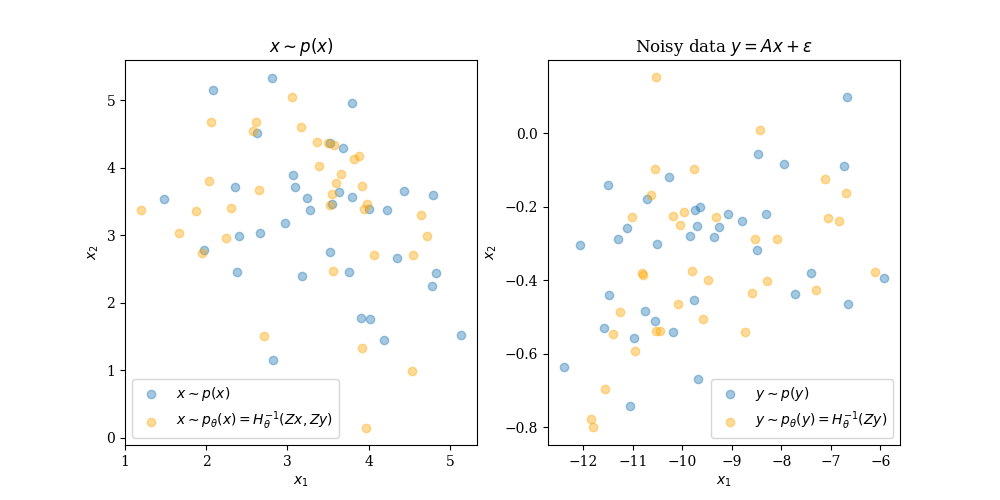 x ∼ p(x)
5
4
3
2
1
0
x₂
1
2
3
4
5
x₁
x ∼ p(x)
x ∼ p_θ(x) = H_θ⁻¹(Zx, Zy)
Noisy data y = Ax + ε
0.0
−0.2
−0.4
−0.6
−0.8
x₂
−12
−11
−10
−9
−8
−7
−6
x₁
y ∼ p(y)
y ∼ p_θ(y) = H_θ⁻¹(Zy)